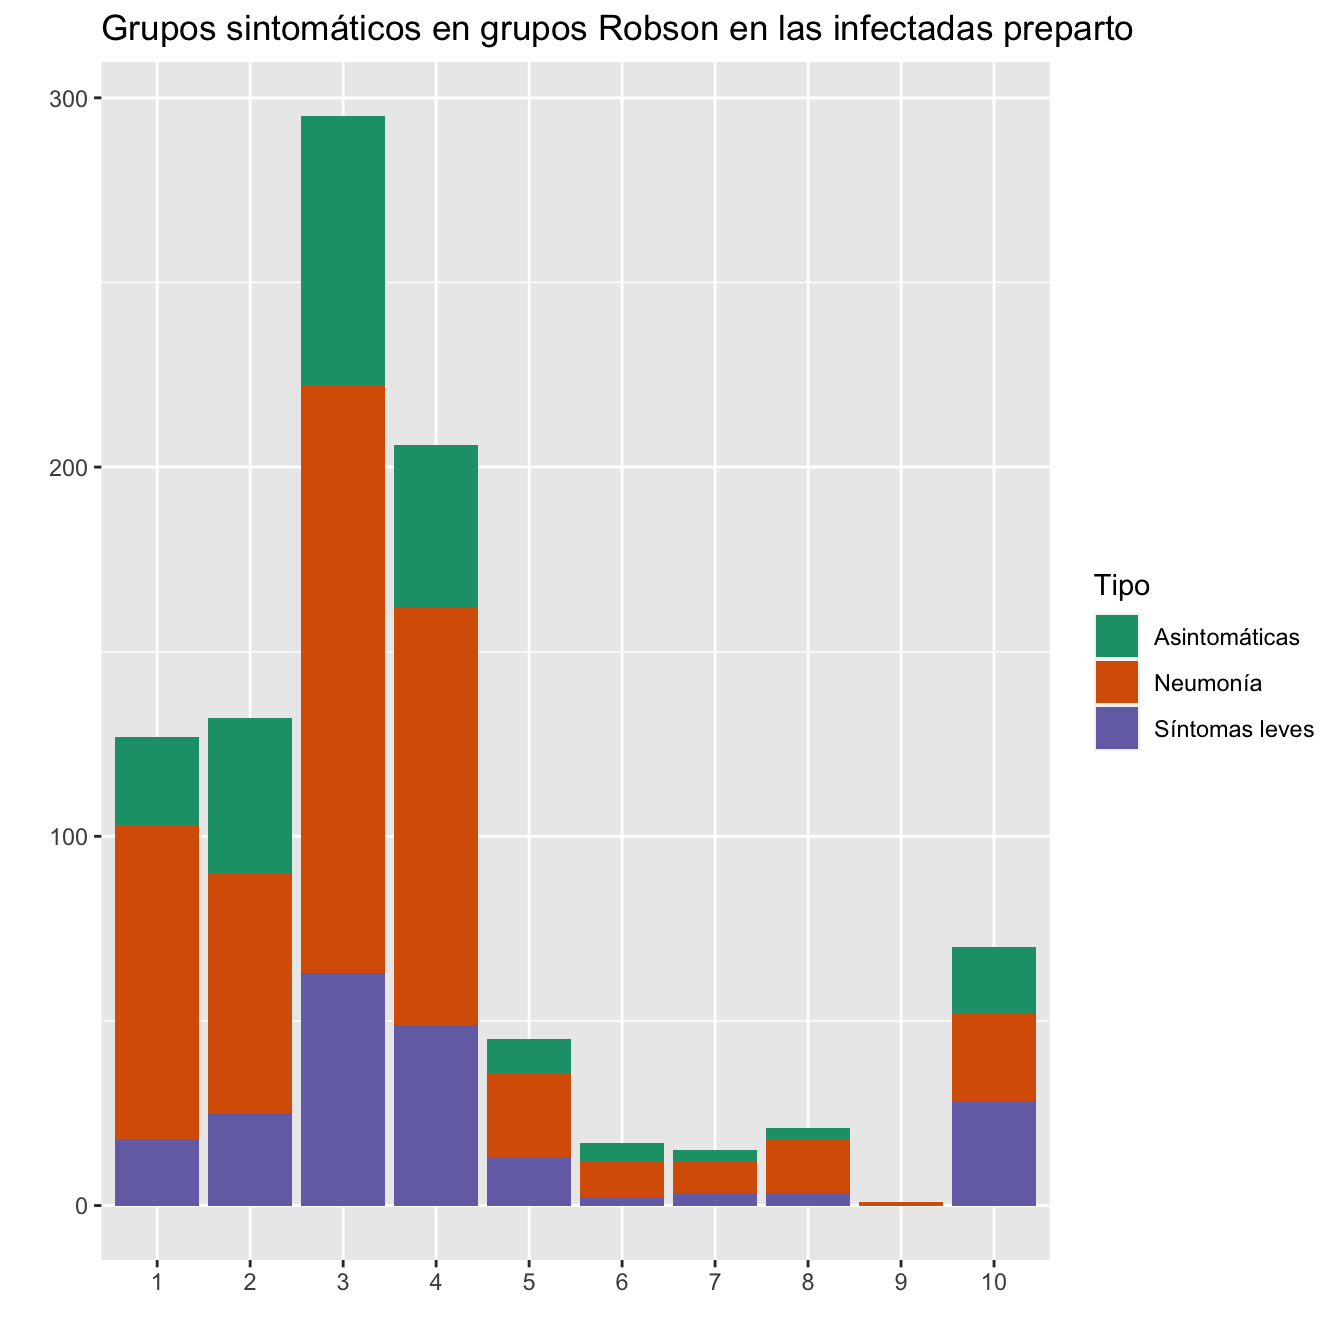 Grupos sintomáticos en grupos Robson en las infectadas preparto
300
200
100
0
1 2 3 4 5 6 7 8 9 10
Tipo
Asintomáticas
Neumonía
Síntomas leves